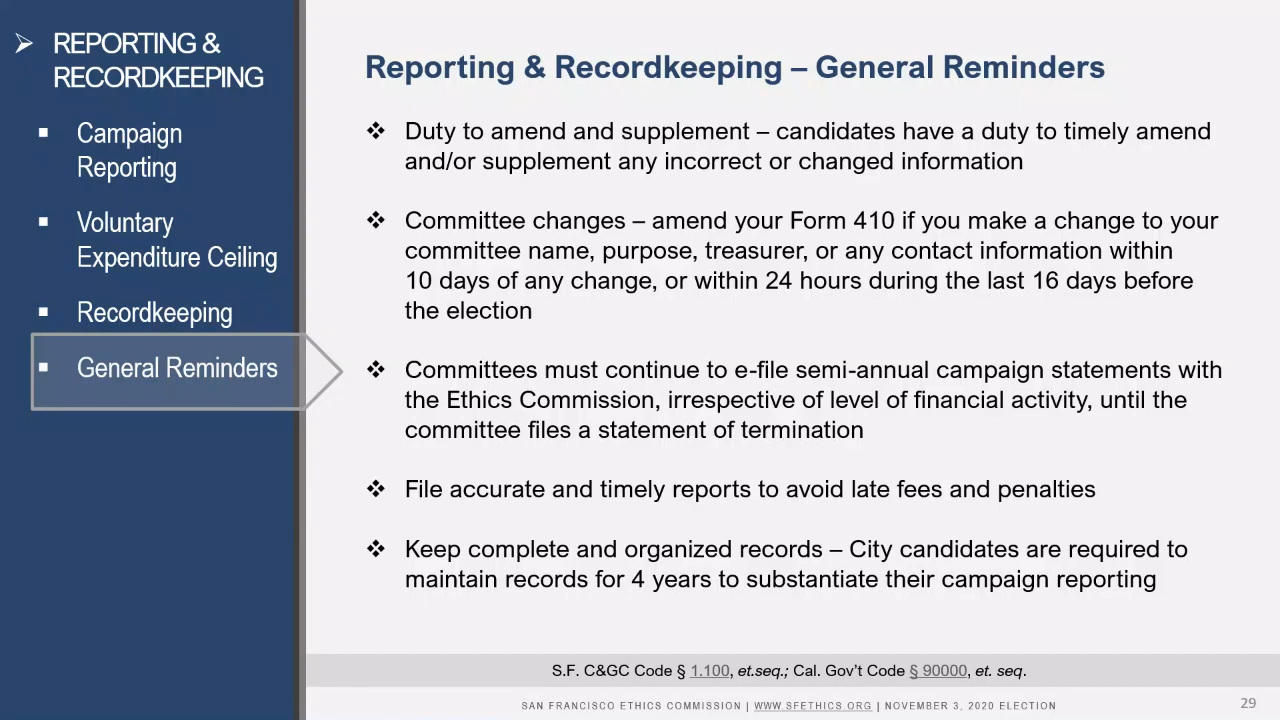 REPORTING &
RECORDKEEPING
Campaign
Reporting
Voluntary
Expenditure Ceiling
Recordkeeping
General Reminders
Reporting & Recordkeeping – General Reminders
Duty to amend and supplement – candidates have a duty to timely amend
and/or supplement any incorrect or changed information
Committee changes – amend your Form 410 if you make a change to your
committee name, purpose, treasurer, or any contact information within
10 days of any change, or within 24 hours during the last 16 days before
the election
Committees must continue to e-file semi-annual campaign statements with
the Ethics Commission, irrespective of level of financial activity, until the
committee files a statement of termination
File accurate and timely reports to avoid late fees and penalties
Keep complete and organized records – City candidates are required to
maintain records for 4 years to substantiate their campaign reporting
S.F. C&GC Code § 1.100, et.seq.; Cal. Gov’t Code § 90000, et. seq.
SAN FRANCISCO ETHICS COMMISSION | WWW.SFETHICS.ORG | NOVEMBER 3, 2020 ELECTION
29